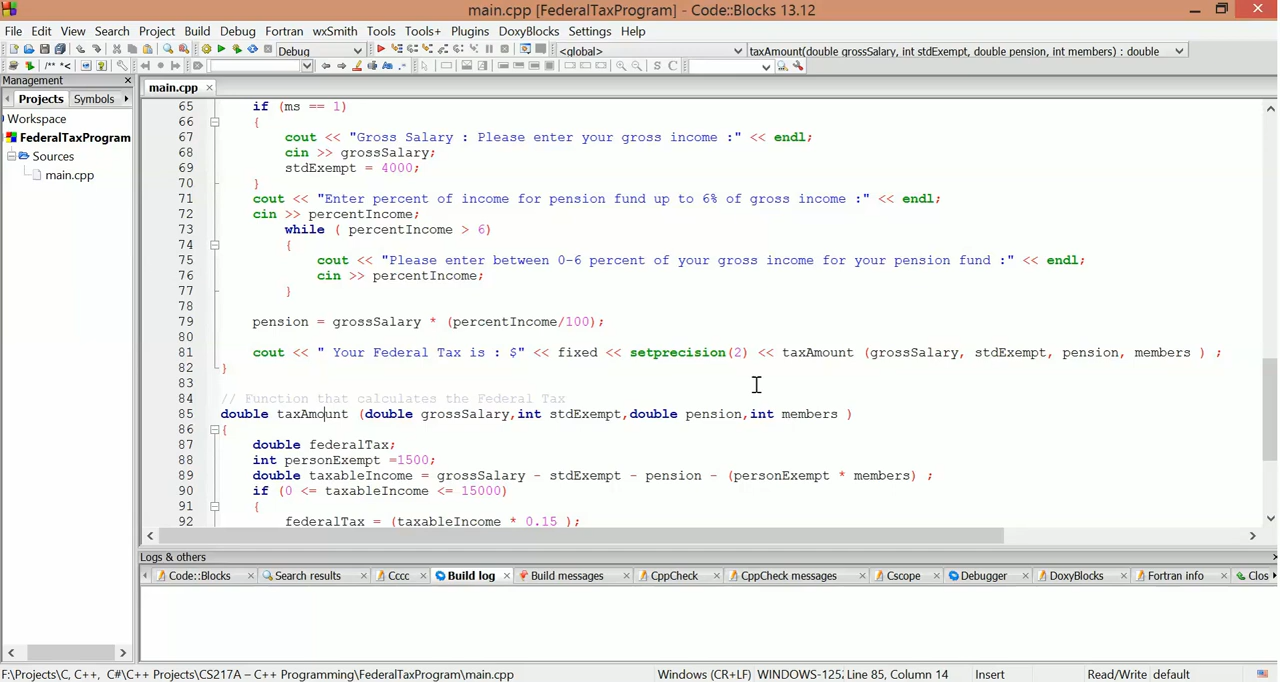 main.cpp [FederalTaxProgram] - Code::Blocks 13.12
File Edit View Search Project Build Debug Fortran wxSmith Tools Tools+ Plugins DoxyBlocks Settings Help
Debug <global> taxAmount(double grossSalary, int stdExempt, double pension, int members) : double
/** *<
S C
Management
main.cpp
Projects Symbols
Workspace
FederalTaxProgram
Sources
main.cpp
65 if (ms == 1)
66 {
67 cout << "Gross Salary : Please enter your gross income :" << endl;
68 cin >> grossSalary;
69 stdExempt = 4000;
70 }
71 cout << "Enter percent of income for pension fund up to 6% of gross income :" << endl;
72 cin >> percentIncome;
73 while ( percentIncome > 6)
74 {
75 cout << "Please enter between 0-6 percent of your gross income for your pension fund :" << endl;
76 cin >> percentIncome;
77 }
78
79 pension = grossSalary * (percentIncome/100);
80
81 cout << " Your Federal Tax is : $" << fixed << setprecision(2) << taxAmount (grossSalary, stdExempt, pension, members ) ;
82 }
83
84 // Function that calculates the Federal Tax
85 double taxAmount (double grossSalary,int stdExempt,double pension,int members )
86 {
87 double federalTax;
88 int personExempt =1500;
89 double taxableIncome = grossSalary - stdExempt - pension - (personExempt * members) ;
90 if (0 <= taxableIncome <= 15000)
91 {
92 federalTax = (taxableIncome * 0.15 );
Logs & others
Code::Blocks Search results Cccc Build log Build messages CppCheck CppCheck messages Cscope Debugger DoxyBlocks Fortran info Clos
F:\Projects\C, C++, C#\C++ Projects\CS217A – C++ Programming\FederalTaxProgram\main.cpp Windows (CR+LF) WINDOWS-125 Line 85, Column 14 Insert Read/Write default